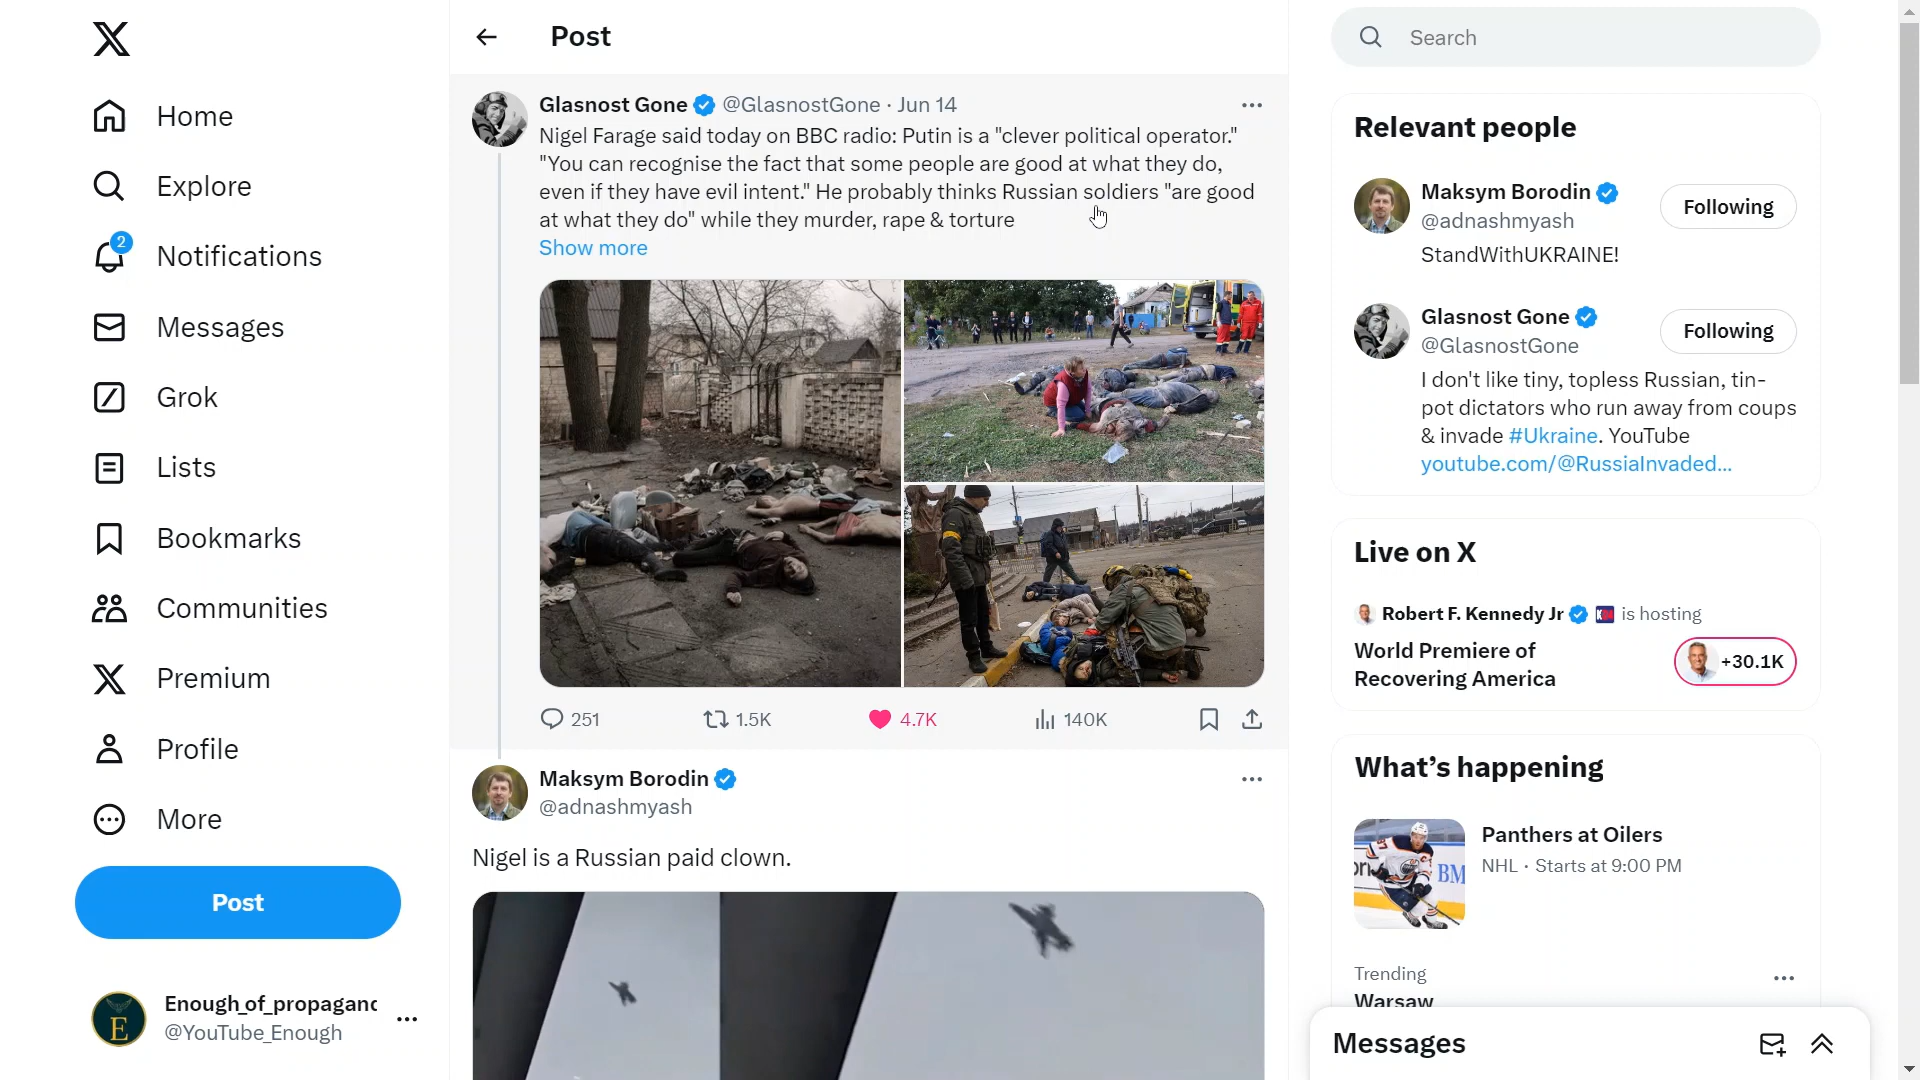 Home
Explore
2
Notifications
Messages
Grok
Lists
Bookmarks
Communities
Premium
Profile
More
Post
E
Enough_of_propaganc
@YouTube_Enough
Post
Glasnost Gone @GlasnostGone · Jun 14
Nigel Farage said today on BBC radio: Putin is a "clever political operator."
"You can recognise the fact that some people are good at what they do,
even if they have evil intent." He probably thinks Russian soldiers "are good
at what they do" while they murder, rape & torture
Show more
251
1.5K
4.7K
140K
Maksym Borodin
@adnashmyash
Nigel is a Russian paid clown.
Search
Relevant people
Maksym Borodin
@adnashmyash
Following
StandWithUKRAINE!
Glasnost Gone
@GlasnostGone
Following
I don't like tiny, topless Russian, tin-
pot dictators who run away from coups
& invade #Ukraine. YouTube
youtube.com/@RussiaInvaded...
Live on X
Robert F. Kennedy Jr is hosting
World Premiere of
Recovering America
+30.1K
What's happening
Panthers at Oilers
NHL · Starts at 9:00 PM
BM
Trending
Warsaw
Messages